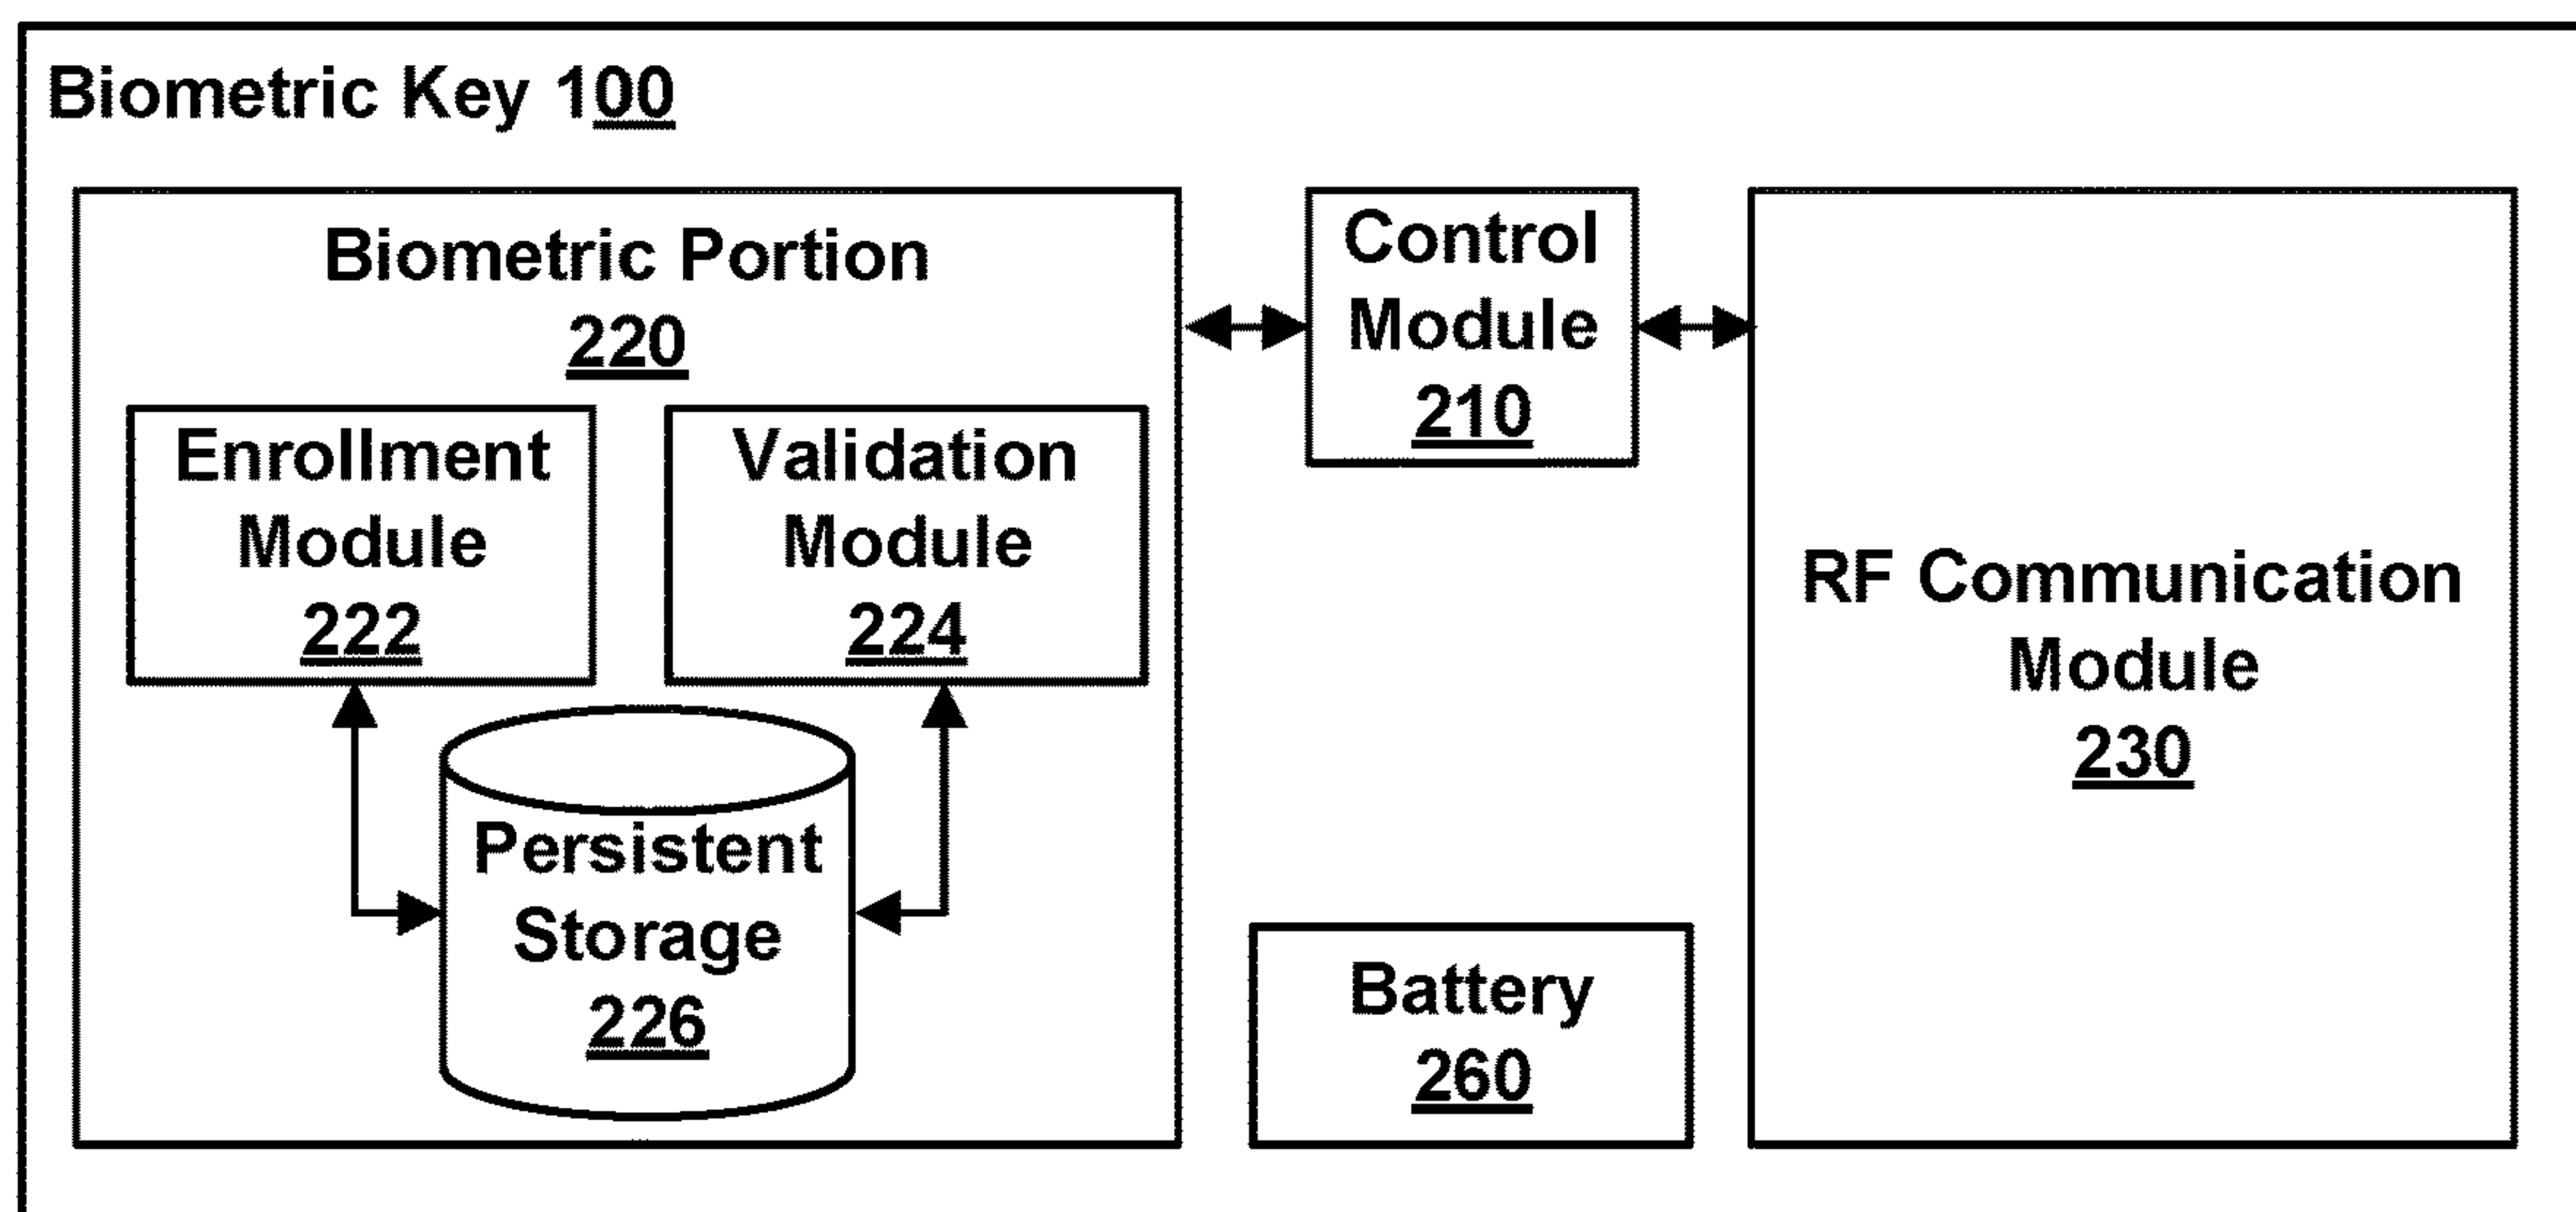 Biometric Key 100
Biometric Portion
220
Enrollment
Module
222
Validation
Module
224
Persistent
Storage
226
Control
Module
210
Battery
260
RF Communication
Module
230